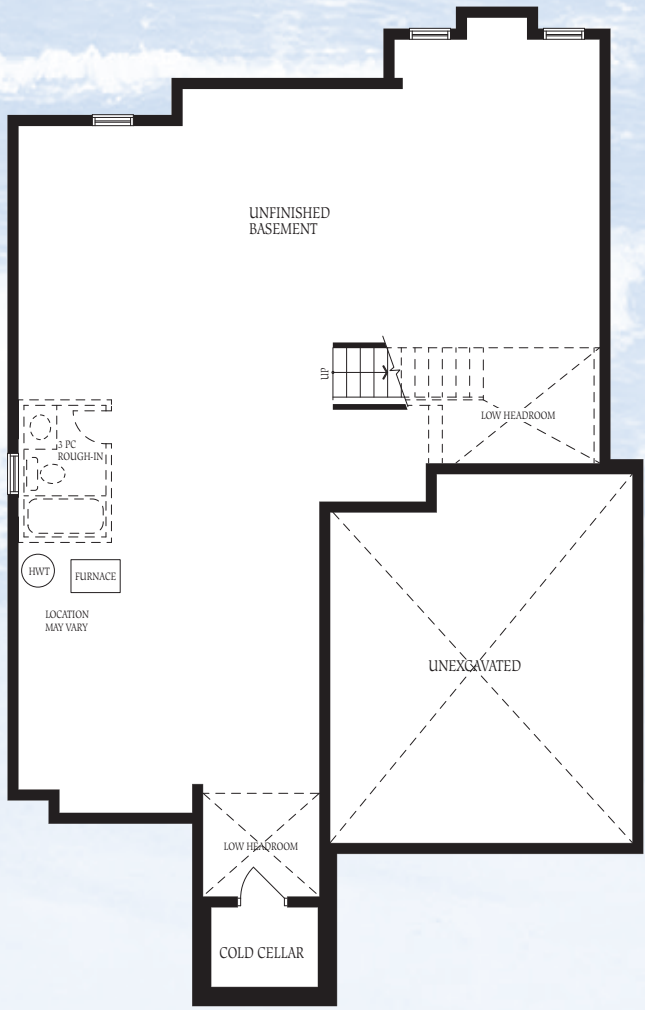 UNFINISHED
BASEMENT
UP
LOW HEADROOM
3 PC
ROUGH-IN
HWT
FURNACE
LOCATION
MAY VARY
UNEXCAVATED
LOW HEADROOM
COLD CELLAR